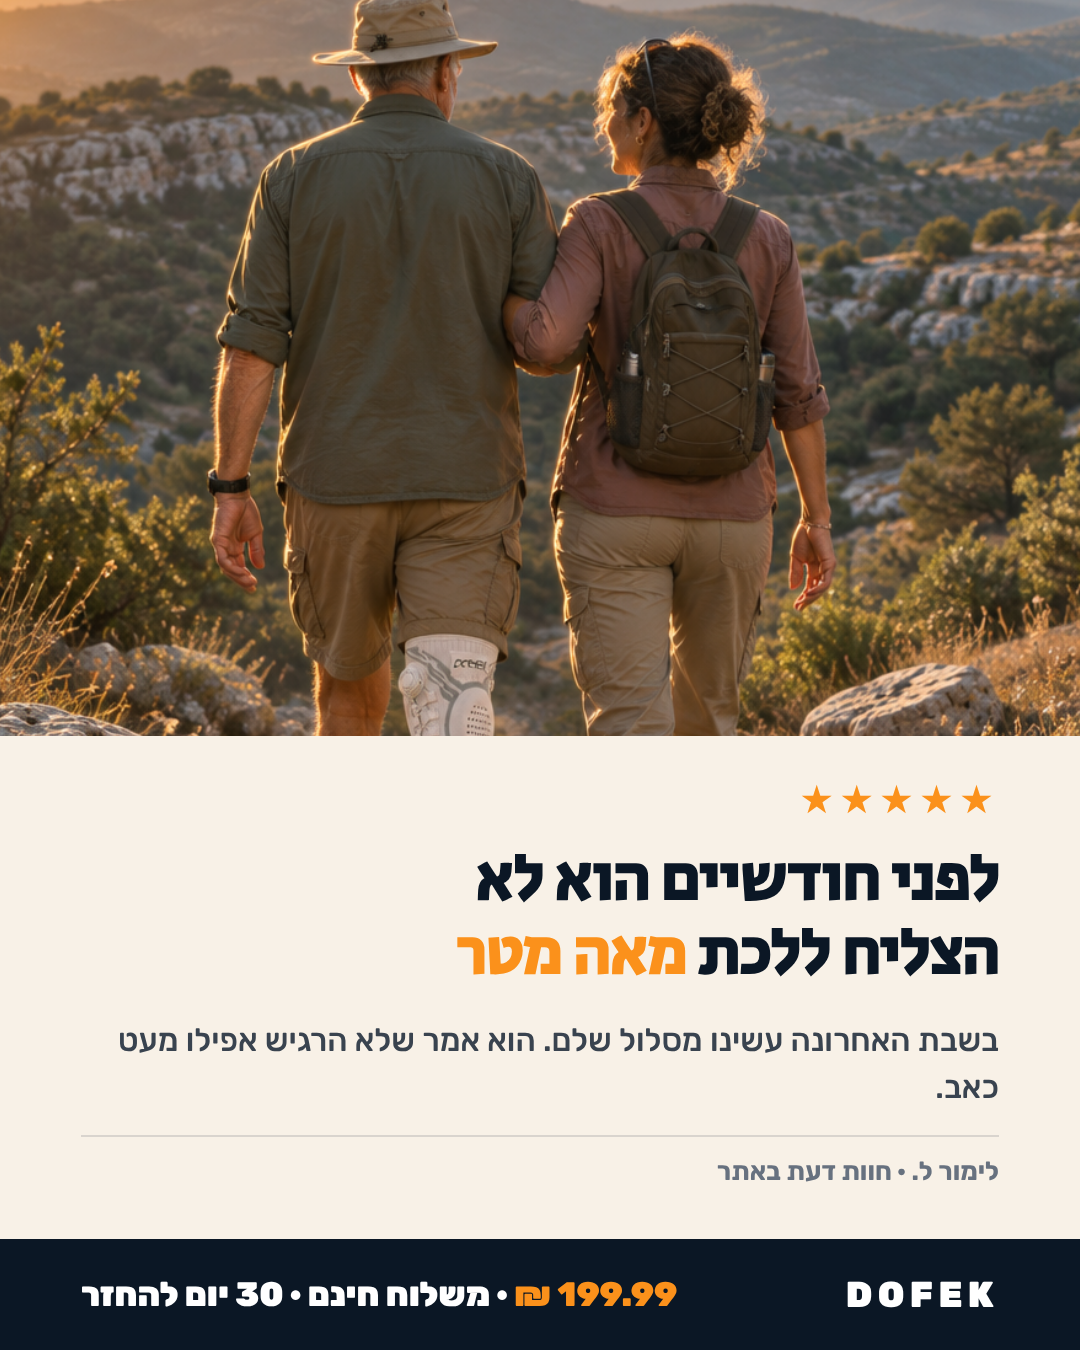 ★★★★★
לפני חודשיים הוא לא
הצליח ללכת מאה מטר
בשבת האחרונה עשינו מסלול שלם. הוא אמר שלא הרגיש אפילו מעט
כאב.
לימור ל. • חוות דעת באתר
DOFEK
199.99 ₪ • משלוח חינם • 30 יום להחזר